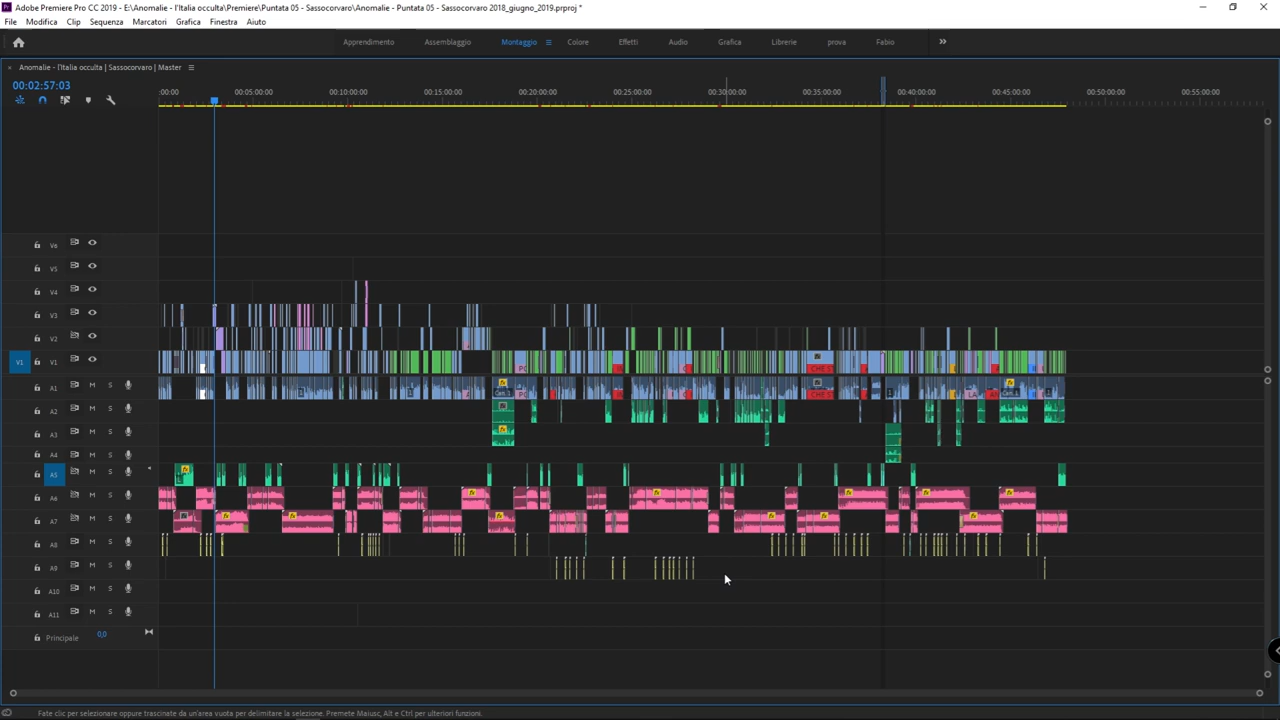 Adobe Premiere Pro CC 2019 - E:\Anomalie - l'Italia occulta\Premiere\Puntata 05 - Sassocorvaro\Anomalie - Puntata 05 - Sassocorvaro 2018_giugno_2019.prproj *
File Modifica Clip Sequenza Marcatori Grafica Finestra Aiuto
Apprendimento Assemblaggio Montaggio Colore Effetti Audio Grafica Librerie prova Fabio
Anomalie - l'Italia occulta | Sassocorvaro | Master
00:02:57:03
:00:00 00:05:00:00 00:10:00:00 00:15:00:00 00:20:00:00 00:25:00:00 00:30:00:00 00:35:00:00 00:40:00:00 00:45:00:00 00:50:00:00 00:55:00:00
V6
V5
V4
V3
V2
V1 V1
A1 M S
A2 M S
A3 M S
A4 M S
A5 M S
A6 M S
A7 M S
A8 M S
A9 M S
A10 M S
A11 M S
Principale 0,0
Fate clic per selezionare oppure trascinate da un'area vuota per delimitare la selezione. Premete Maiusc, Alt e Ctrl per ulteriori funzioni.